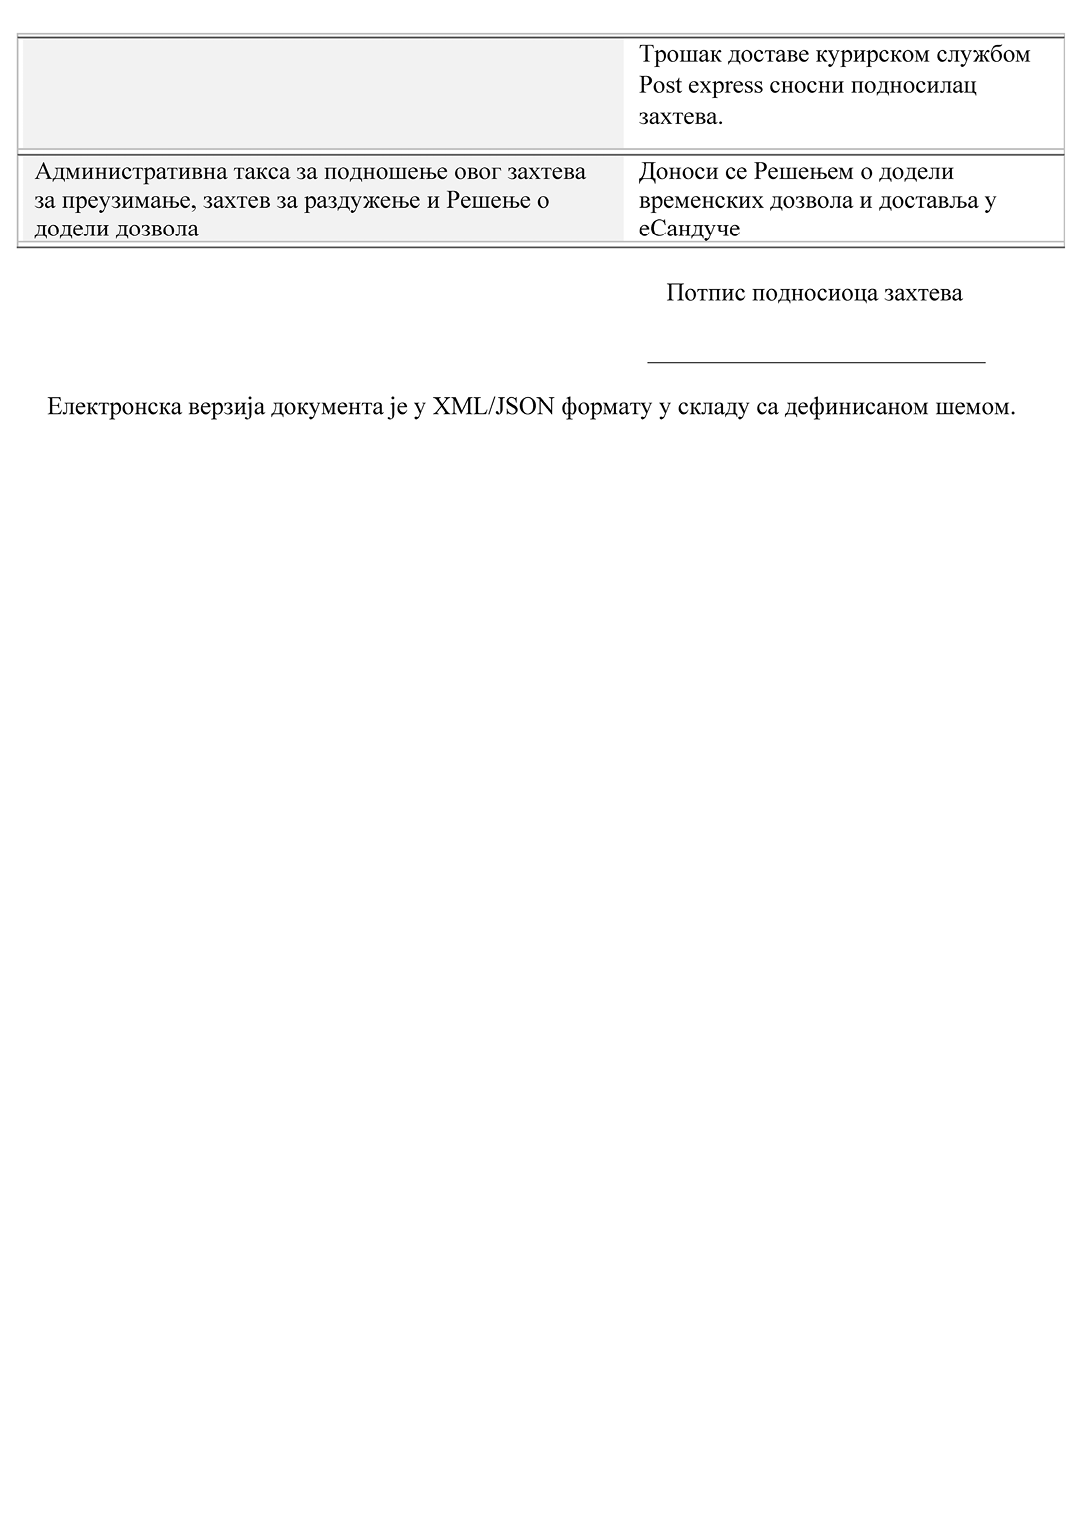 Трошак доставе курирском службом
Post express сносни подносилац
захтева.
Административна такса за подношење овог захтева
за преузимање, захтев за раздужење и Решење о
додели дозвола
Доноси се Решењем о додели
временских дозвола и доставља у
еСандуче
Потпис подносиоца захтева
Електронска верзија документа је у XML/JSON формату у складу са дефинисаном шемом.